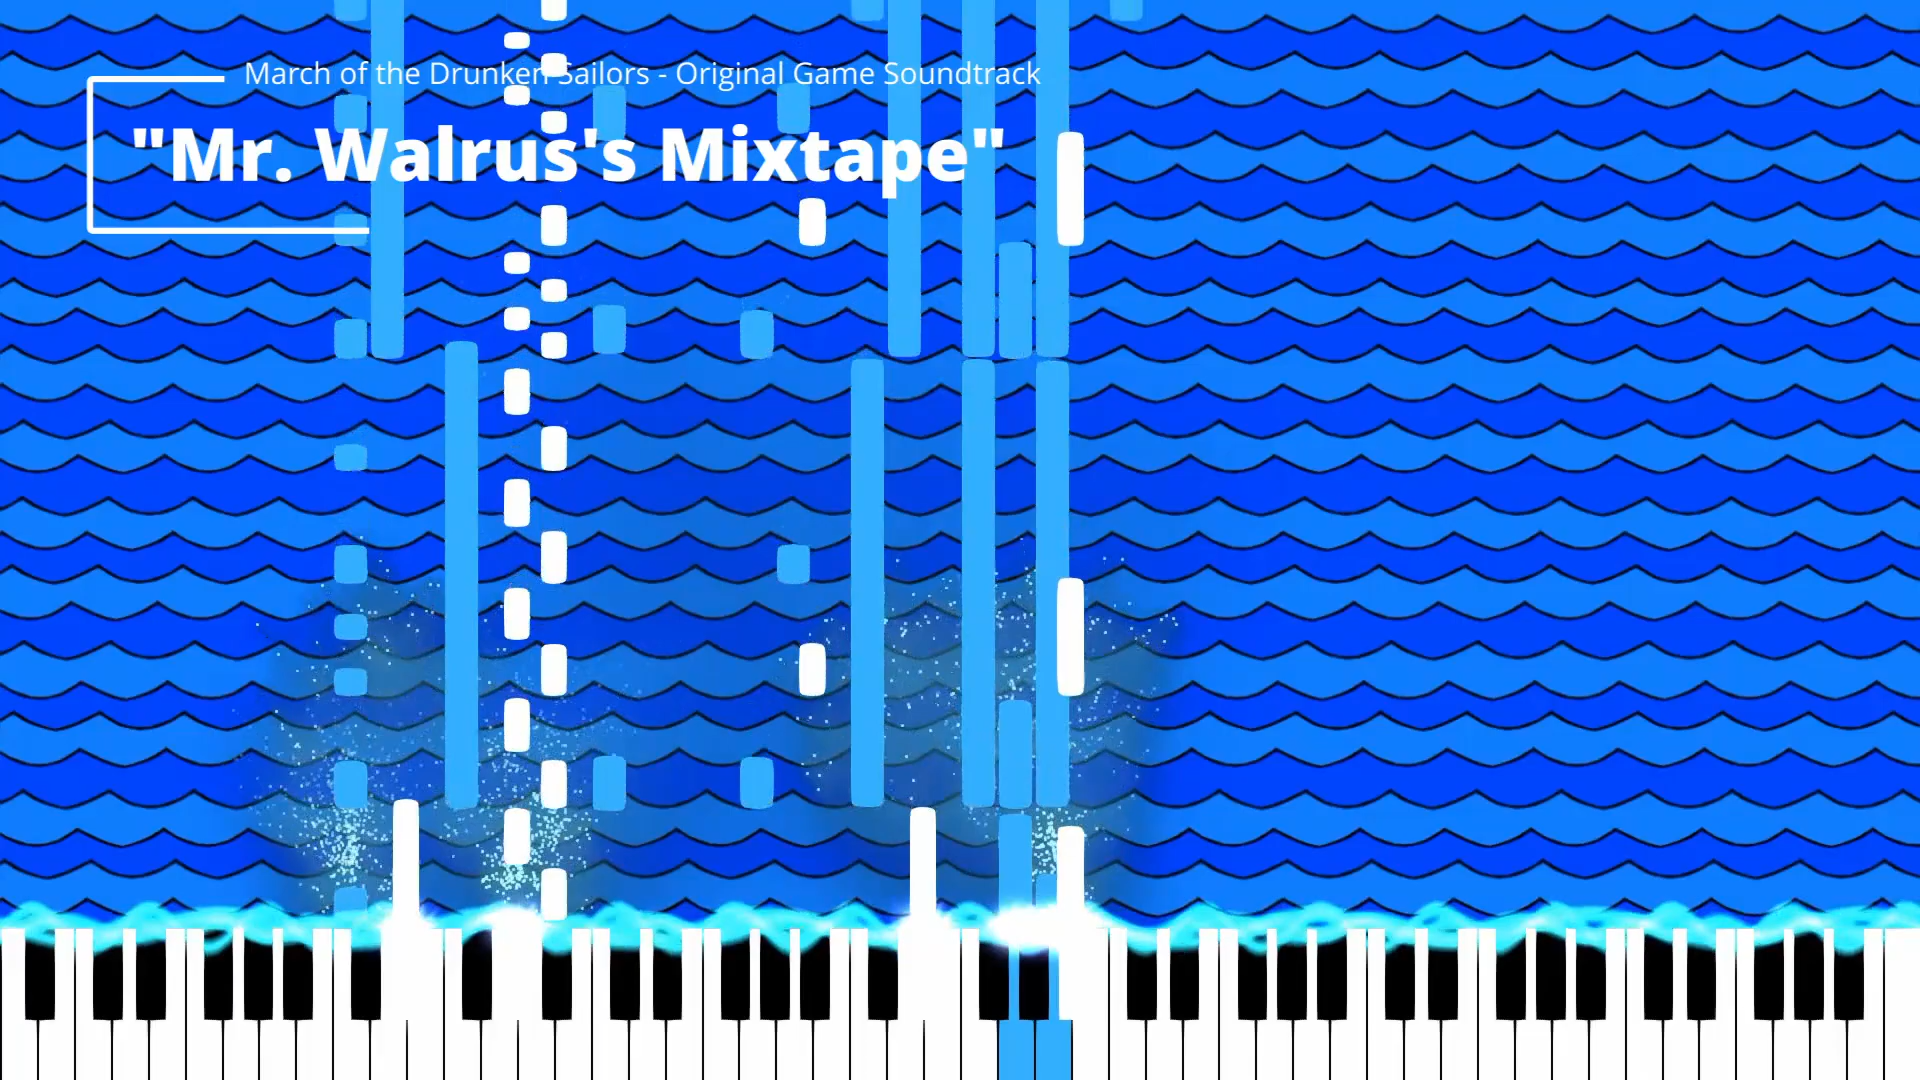 March of the Drunken Sailors - Original Game Soundtrack
"Mr. Walrus's Mixtape"